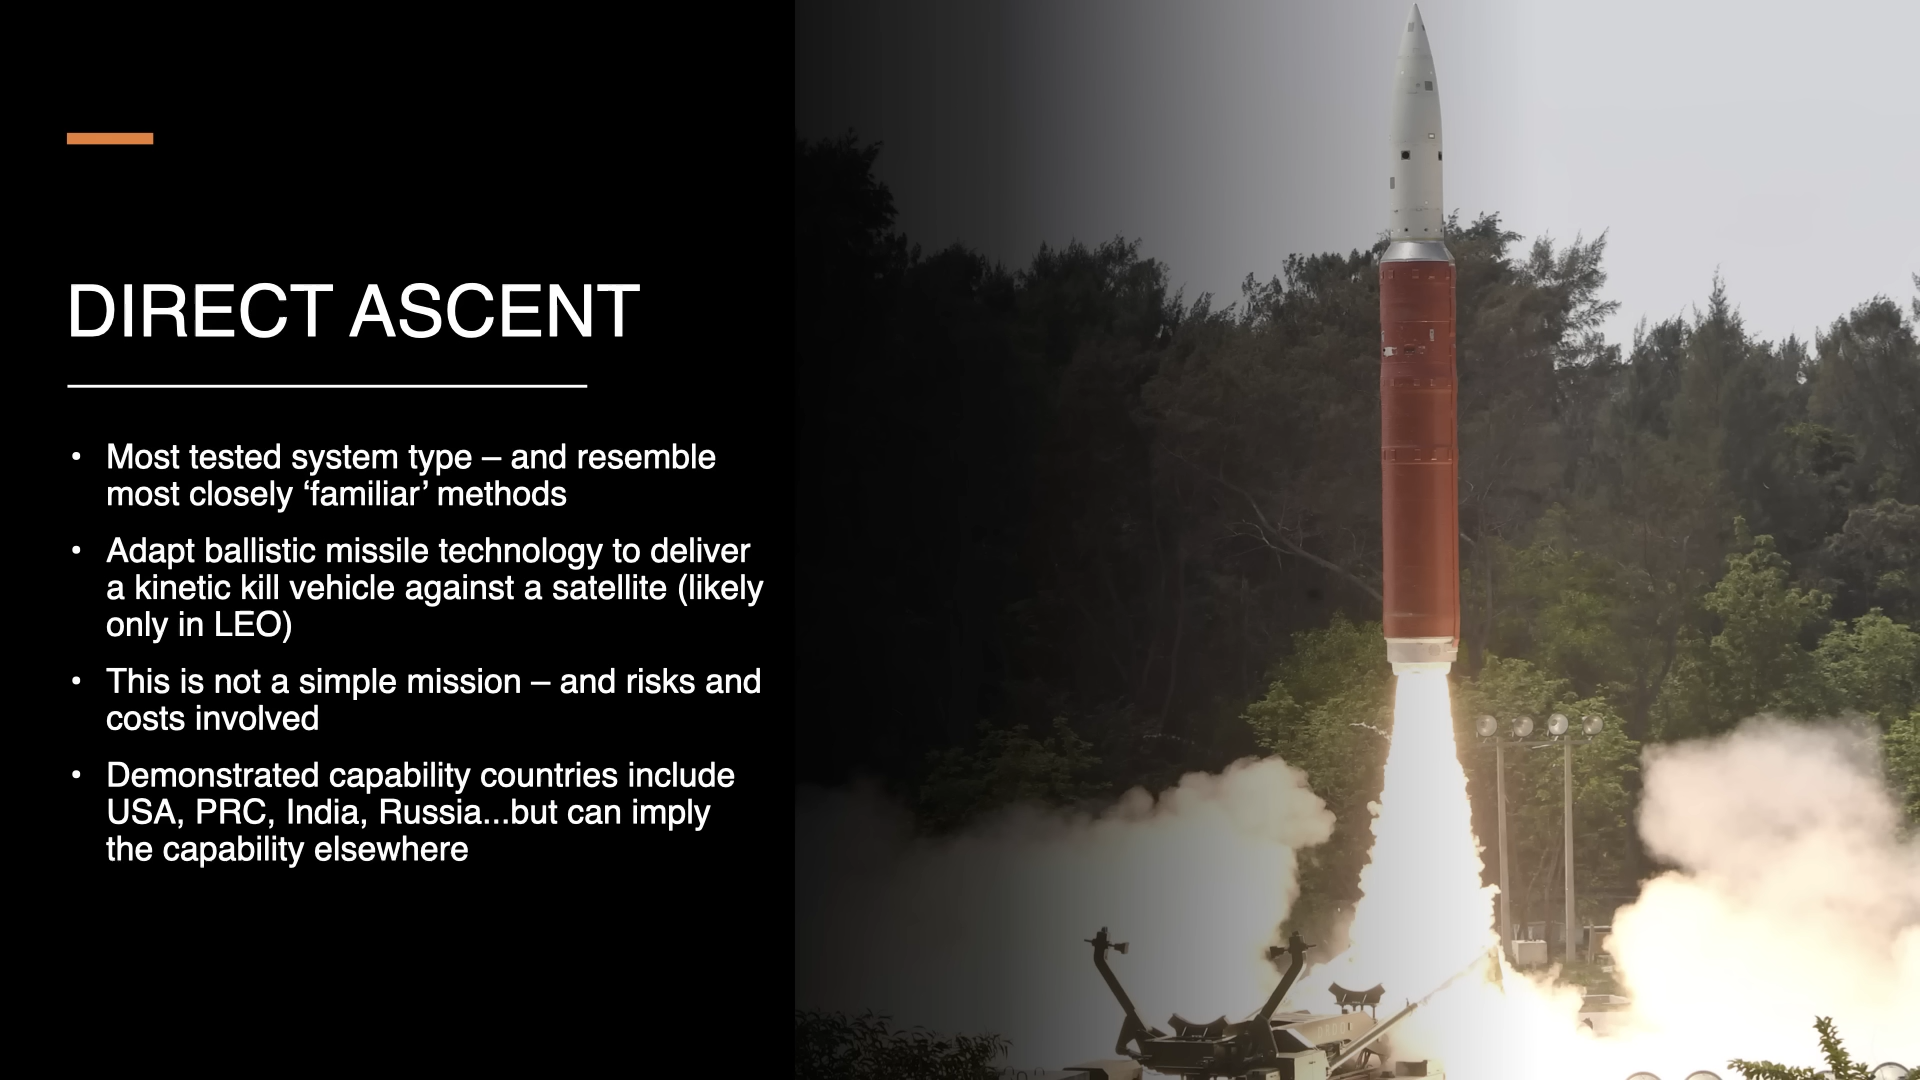 DIRECT ASCENT
• Most tested system type – and resemble
most closely ‘familiar’ methods
• Adapt ballistic missile technology to deliver
a kinetic kill vehicle against a satellite (likely
only in LEO)
• This is not a simple mission – and risks and
costs involved
• Demonstrated capability countries include
USA, PRC, India, Russia...but can imply
the capability elsewhere